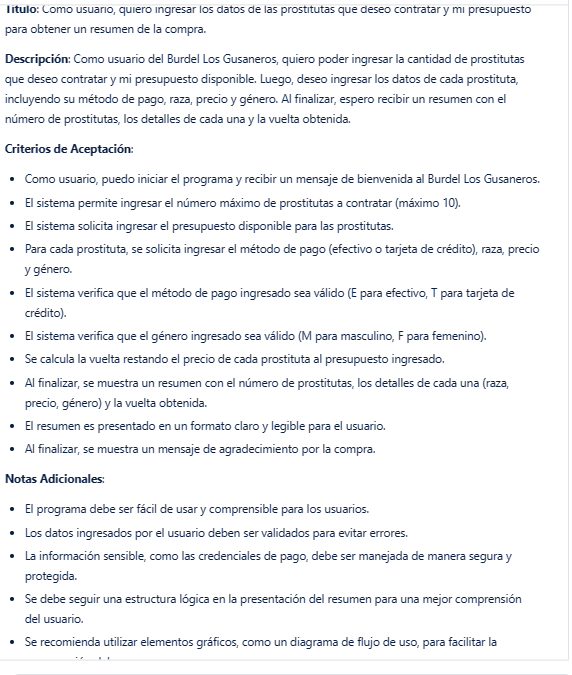 Título: Como usuario, quiero ingresar los datos de las prostitutas que deseo contratar y mi presupuesto
para obtener un resumen de la compra.
Descripción: Como usuario del Burdel Los Gusaneros, quiero poder ingresar la cantidad de prostitutas
que deseo contratar y mi presupuesto disponible. Luego, deseo ingresar los datos de cada prostituta,
incluyendo su método de pago, raza, precio y género. Al finalizar, espero recibir un resumen con el
número de prostitutas, los detalles de cada una y la vuelta obtenida.
Criterios de Aceptación:
• Como usuario, puedo iniciar el programa y recibir un mensaje de bienvenida al Burdel Los Gusaneros.
• El sistema permite ingresar el número máximo de prostitutas a contratar (máximo 10).
• El sistema solicita ingresar el presupuesto disponible para las prostitutas.
• Para cada prostituta, se solicita ingresar el método de pago (efectivo o tarjeta de crédito), raza, precio
y género.
• El sistema verifica que el método de pago ingresado sea válido (E para efectivo, T para tarjeta de
crédito).
• El sistema verifica que el género ingresado sea válido (M para masculino, F para femenino).
• Se calcula la vuelta restando el precio de cada prostituta al presupuesto ingresado.
• Al finalizar, se muestra un resumen con el número de prostitutas, los detalles de cada una (raza,
precio, género) y la vuelta obtenida.
• El resumen es presentado en un formato claro y legible para el usuario.
• Al finalizar, se muestra un mensaje de agradecimiento por la compra.
Notas Adicionales:
• El programa debe ser fácil de usar y comprensible para los usuarios.
• Los datos ingresados por el usuario deben ser validados para evitar errores.
• La información sensible, como las credenciales de pago, debe ser manejada de manera segura y
protegida.
• Se debe seguir una estructura lógica en la presentación del resumen para una mejor comprensión
del usuario.
• Se recomienda utilizar elementos gráficos, como un diagrama de flujo de uso, para facilitar la